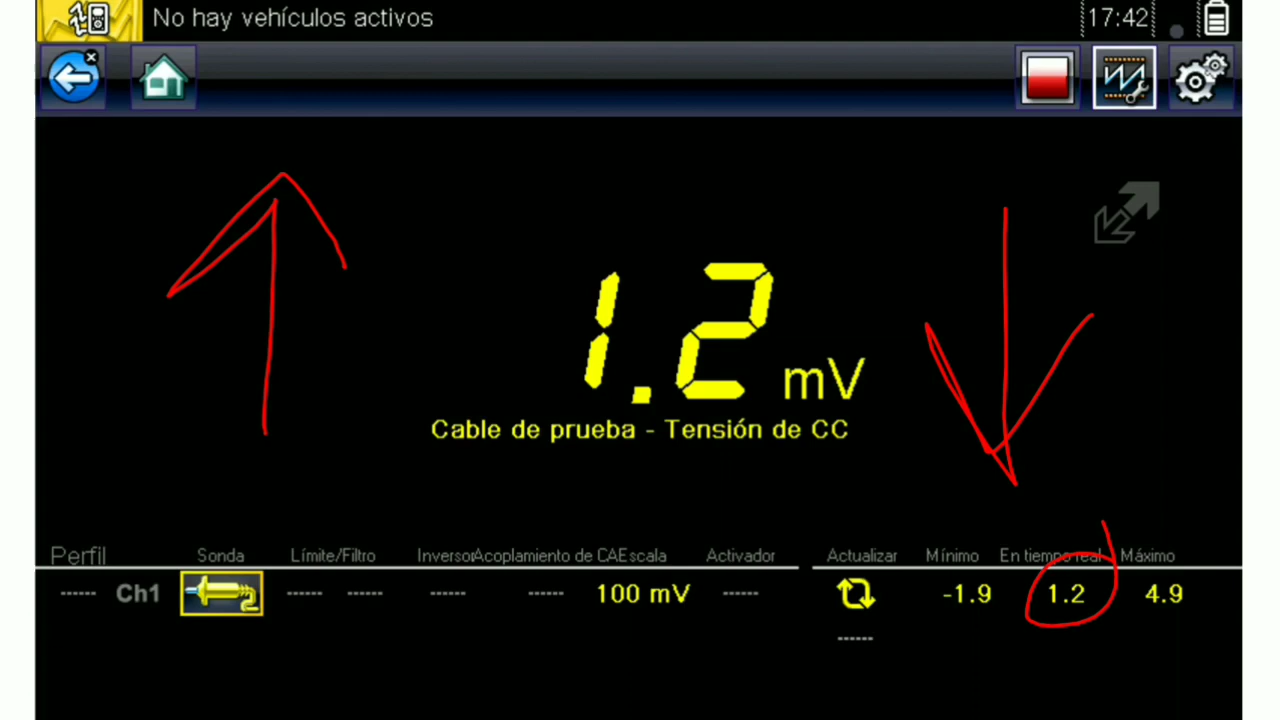 No hay vehículos activos
17:42
1.2 mV
Cable de prueba - Tensión de CC
Perfil Sonda Límite/Filtro Inversor Acoplamiento de CA Escala Activador Actualizar Mínimo En tiempo real Máximo
------ Ch1 ------ ------ ------ ------ 100 mV ------ -1.9 1.2 4.9
------